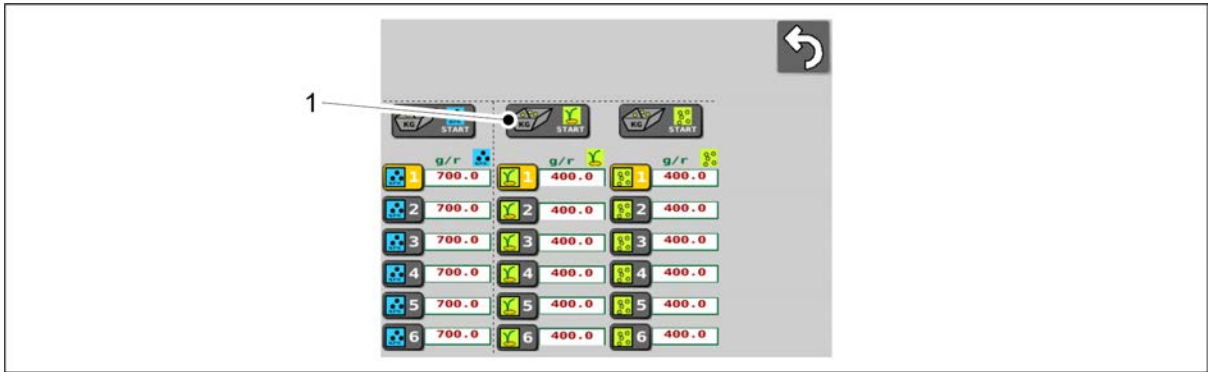 1
KG START KG START KG START
g/r g/r g/r
1 700.0 1 400.0 1 400.0
2 700.0 2 400.0 2 400.0
3 700.0 3 400.0 3 400.0
4 700.0 4 400.0 4 400.0
5 700.0 5 400.0 5 400.0
6 700.0 6 400.0 6 400.0